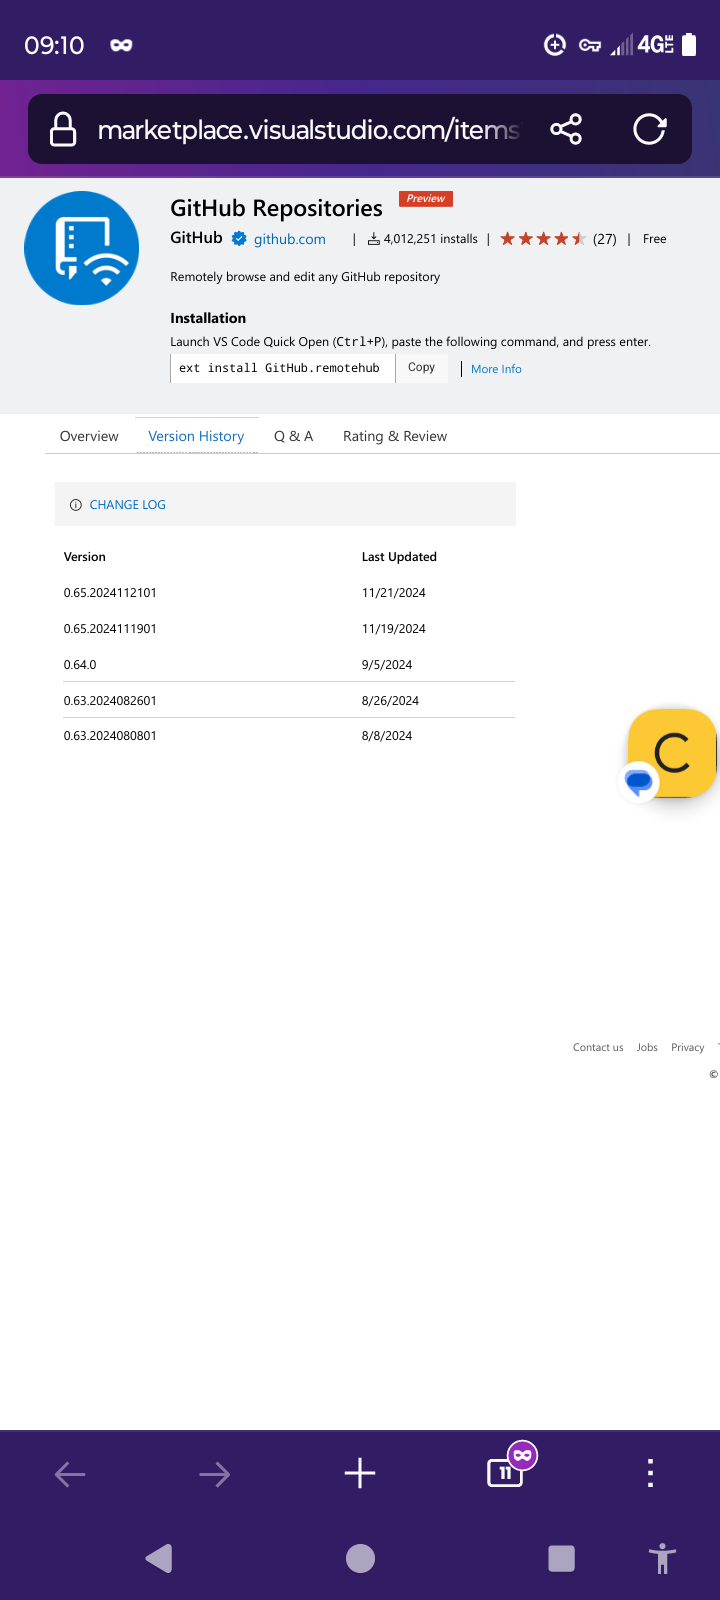 09:10
4G LTE
marketplace.visualstudio.com/items
GitHub Repositories Preview
GitHub github.com | 4,012,251 installs | (27) | Free
Remotely browse and edit any GitHub repository
Installation
Launch VS Code Quick Open (Ctrl+P), paste the following command, and press enter.
ext install GitHub.remotehub Copy | More Info
Overview Version History Q & A Rating & Review
CHANGE LOG
Version Last Updated
0.65.2024112101 11/21/2024
0.65.2024111901 11/19/2024
0.64.0 9/5/2024
0.63.2024082601 8/26/2024
0.63.2024080801 8/8/2024
C
Contact us Jobs Privacy
©
11